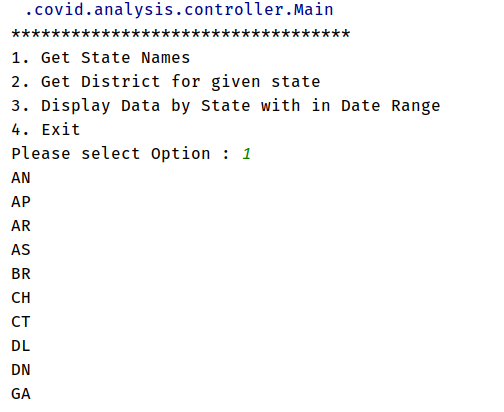 .covid.analysis.controller.Main
**********************************
1. Get State Names
2. Get District for given state
3. Display Data by State with in Date Range
4. Exit
Please select Option : 1
AN
AP
AR
AS
BR
CH
CT
DL
DN
GA